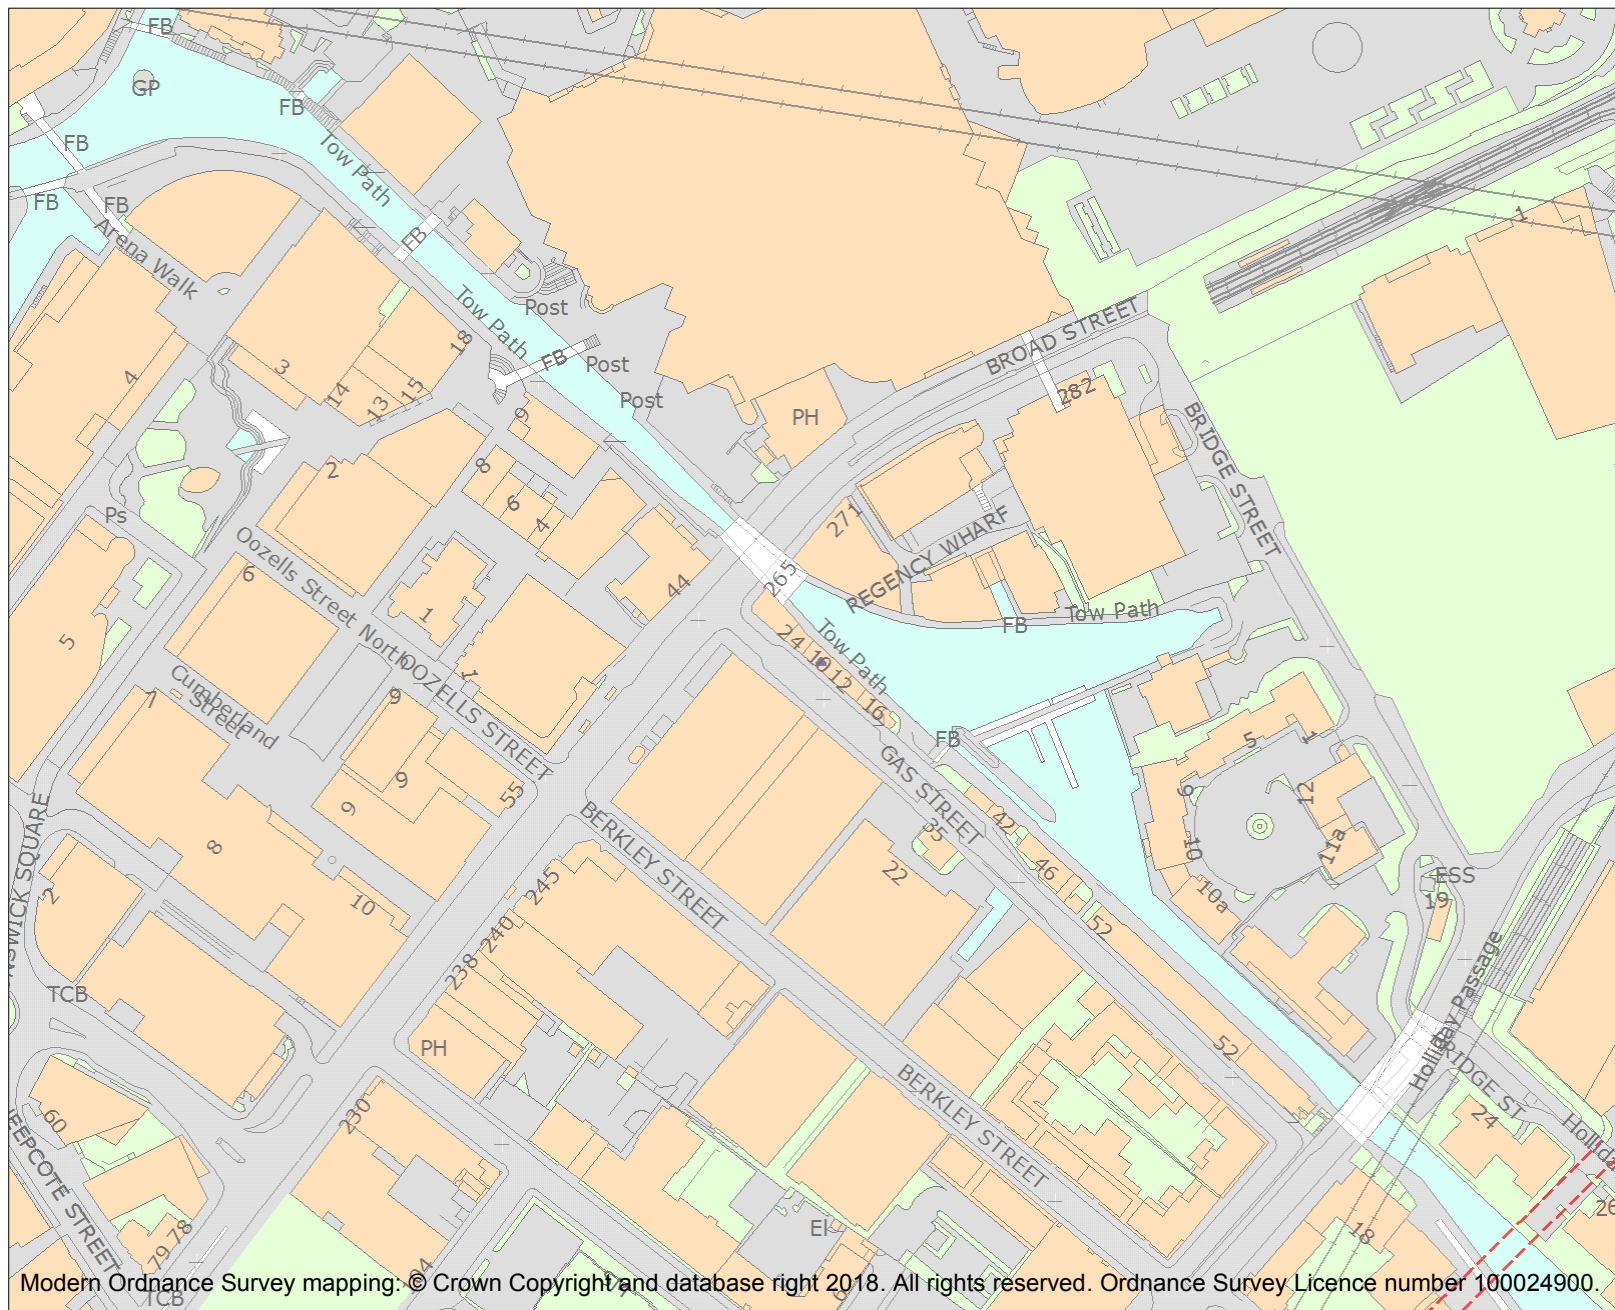 FB
GP
FB
FB
Tow Path
FB
FB
FB
Arena Walk
Tow Path
Post
FB
Post
Post
BROAD STREET
1
4
3
18
14
13
15
9
PH
282
BRIDGE STREET
8
2
6
4
Ps
271
REGENCY WHARF
Oozells Street North
6
44
265
1
5
FB
Tow Path
24
10
12
16
Tow Path
Cumberland
Street
7
1
OOZELLS STREET
9
9
9
55
FB
GAS STREET
5
1
9
12
10
11a
10a
BERKLEY STREET
35
42
46
22
52
ESS
19
8
2
10
245
240
238
TCB
PH
52
Holliday Passage
BERKLEY STREET
24
60
230
79
78
EI
18
TCB
Modern Ordnance Survey mapping: © Crown Copyright and database right 2018. All rights reserved. Ordnance Survey Licence number 100024900.